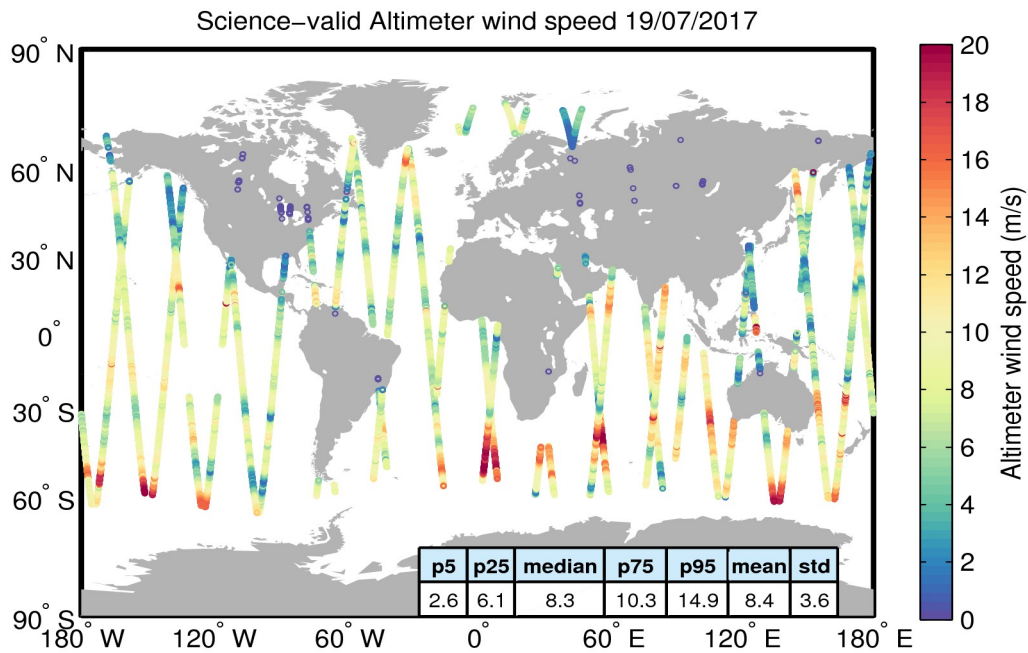 Science−valid Altimeter wind speed 19/07/2017
90° N
60° N
30° N
0°
30° S
60° S
90° S
180° W
120° W
60° W
0°
60° E
120° E
180° E
p5 p25 median p75 p95 mean std
2.6 6.1 8.3 10.3 14.9 8.4 3.6
20
18
16
14
12
10
8
6
4
2
0
Altimeter wind speed (m/s)